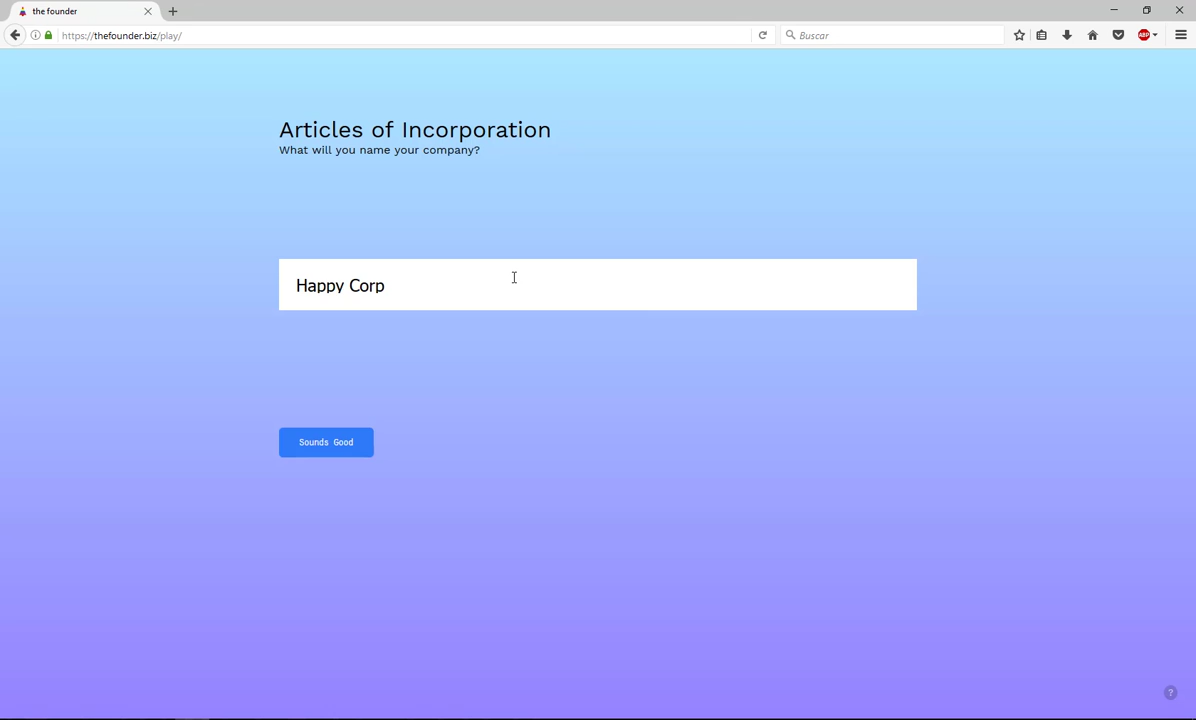 the founder
https://thefounder.biz/play/
Buscar
ABP
Articles of Incorporation
What will you name your company?
Happy Corp
Sounds Good
?